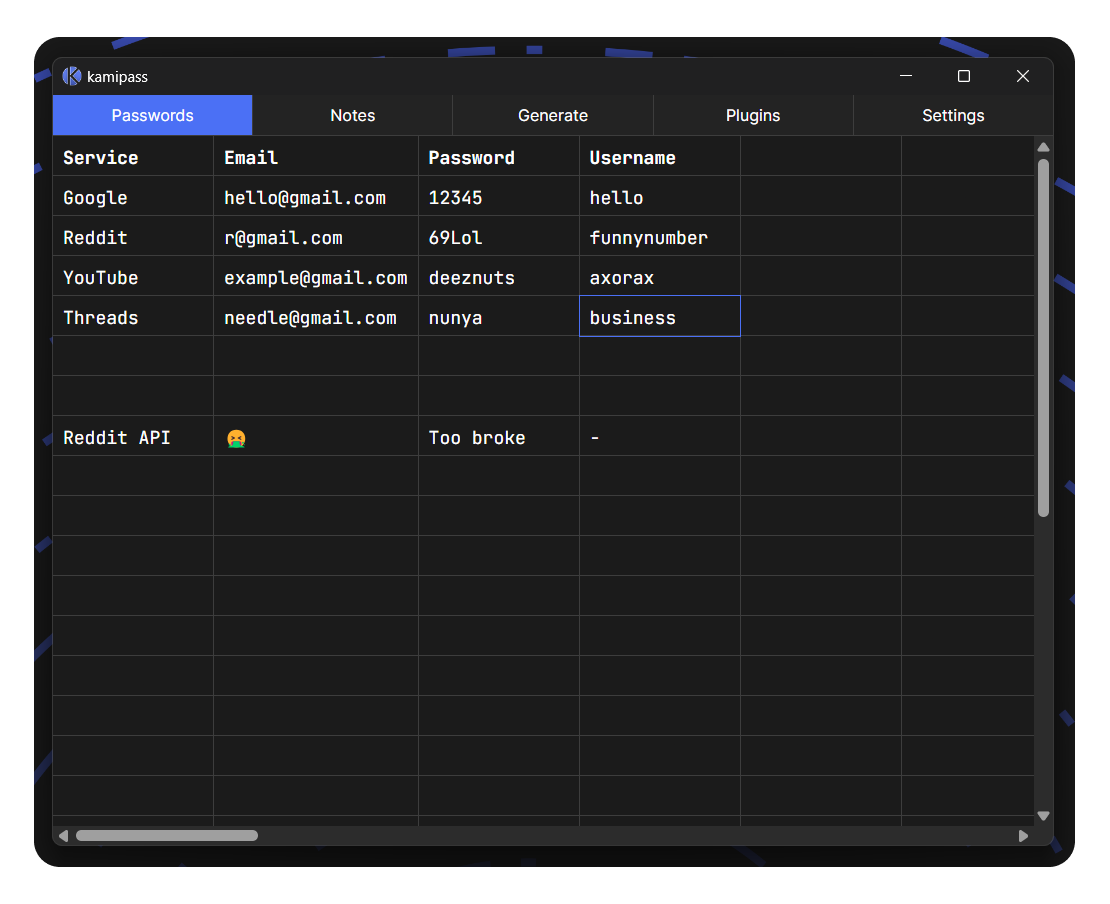 kamipass
Passwords Notes Generate Plugins Settings
Service Email Password Username
Google hello@gmail.com 12345 hello
Reddit r@gmail.com 69Lol funnynumber
YouTube example@gmail.com deeznuts axorax
Threads needle@gmail.com nunya business
Reddit API 🤮 Too broke -